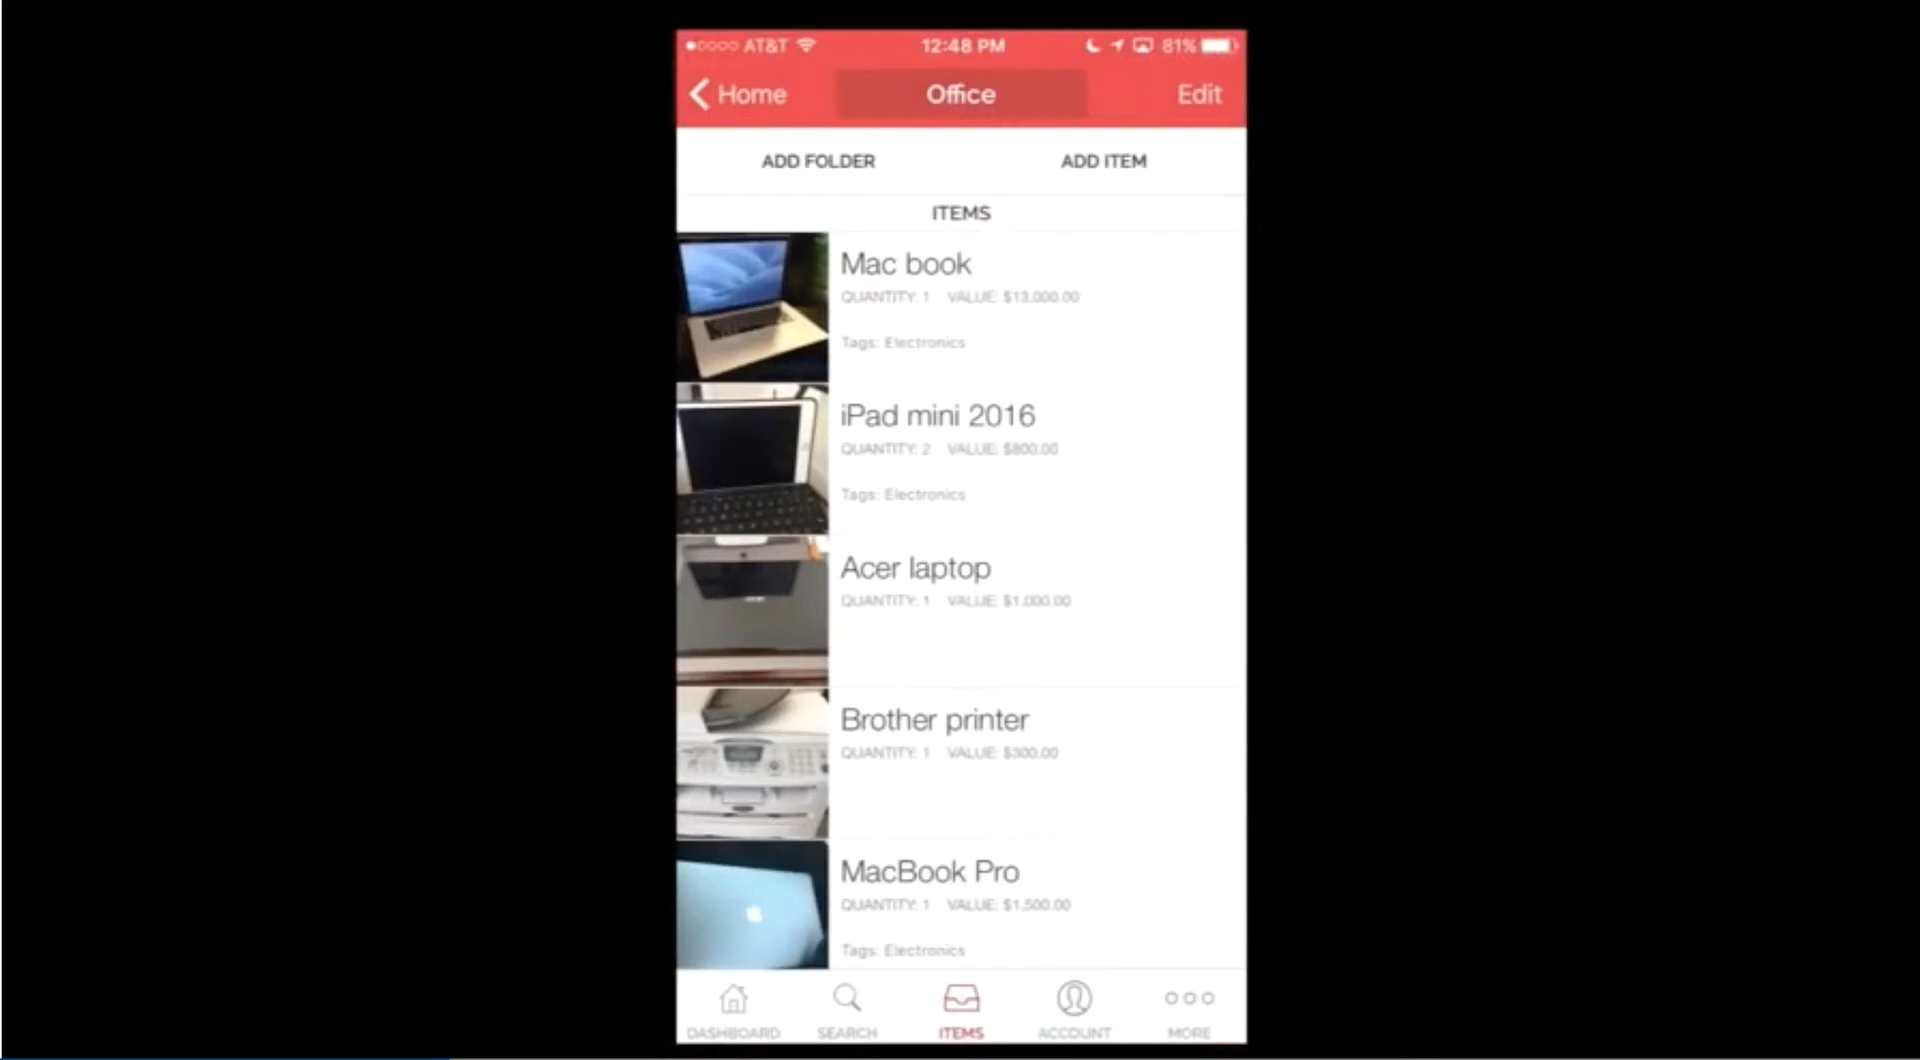 AT&T 12:48 PM 81%
Home Office Edit
ADD FOLDER ADD ITEM
ITEMS
Mac book
QUANTITY: 1 VALUE: $13,000.00
Tags: Electronics
iPad mini 2016
QUANTITY: 2 VALUE: $800.00
Tags: Electronics
Acer laptop
QUANTITY: 1 VALUE: $1,000.00
Brother printer
QUANTITY: 1 VALUE: $300.00
MacBook Pro
QUANTITY: 1 VALUE: $1,500.00
Tags: Electronics
DASHBOARD SEARCH ITEMS ACCOUNT MORE